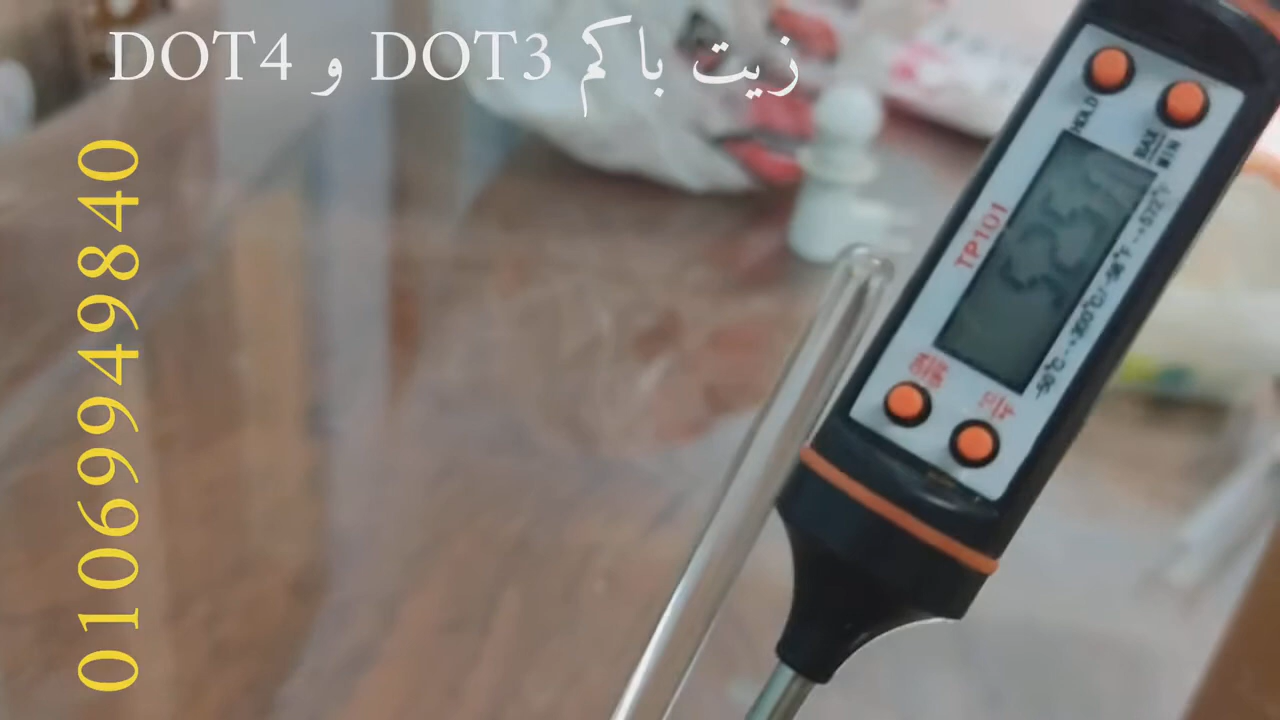 زيت باكم DOT3 و DOT4
01069949840
HOLD
MAX
MIN
TP101
-50℃--+300℃/-58℉--+572℉